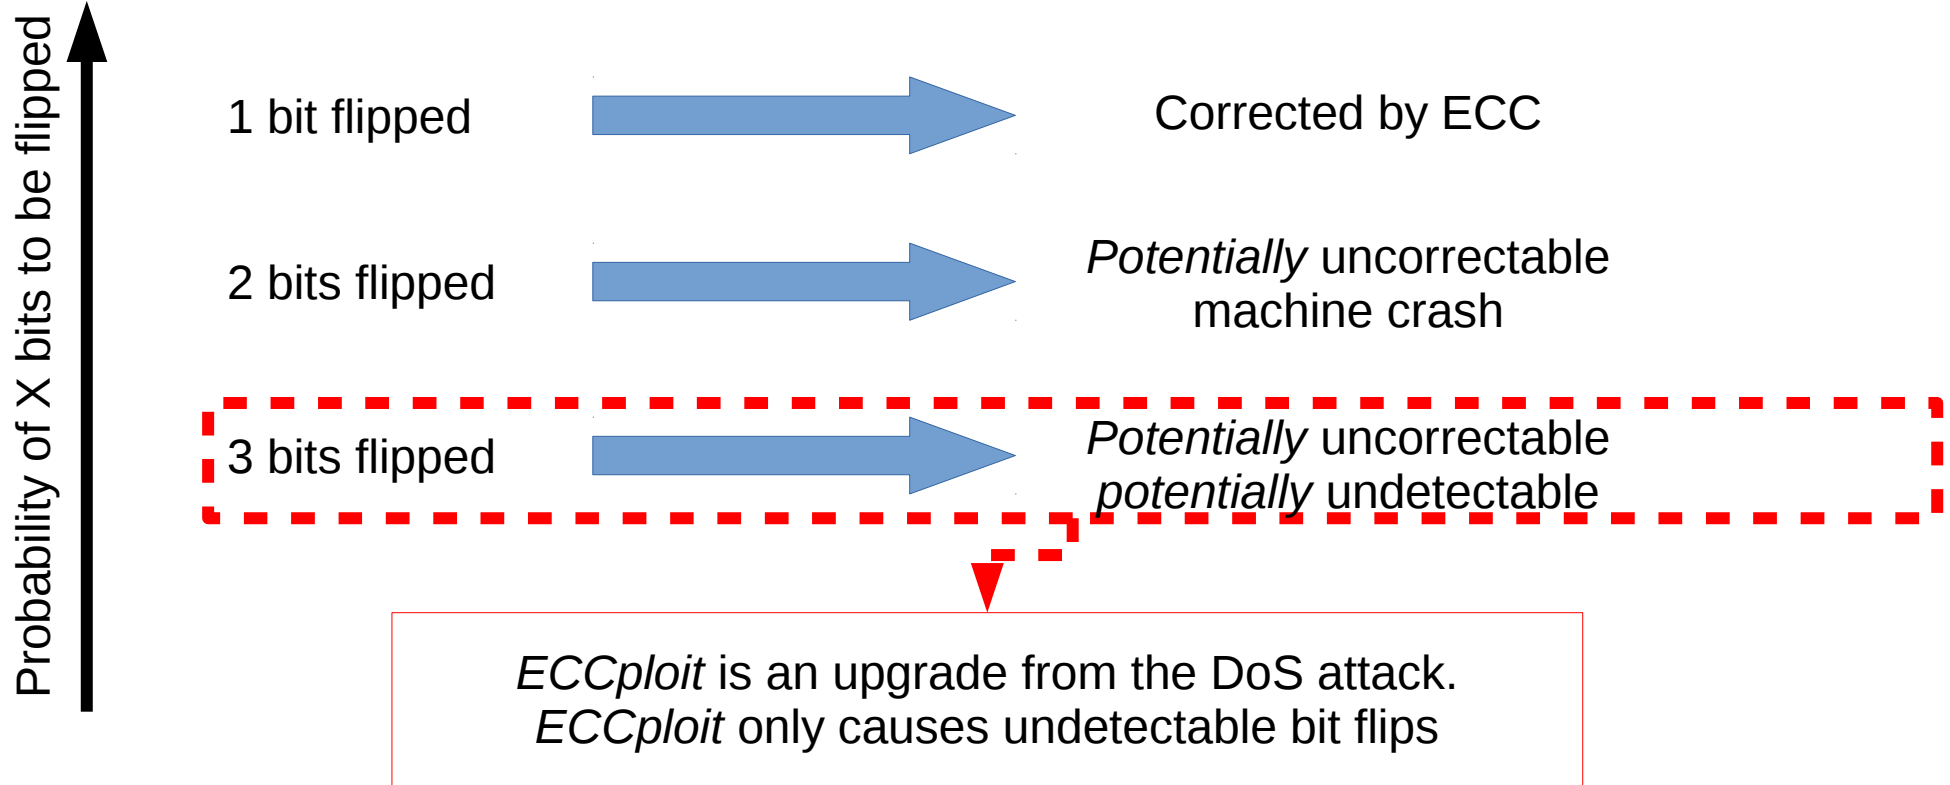 Probability of X bits to be flipped
1 bit flipped
Corrected by ECC
2 bits flipped
Potentially uncorrectable
machine crash
3 bits flipped
Potentially uncorrectable
potentially undetectable
ECCploit is an upgrade from the DoS attack.
ECCploit only causes undetectable bit flips